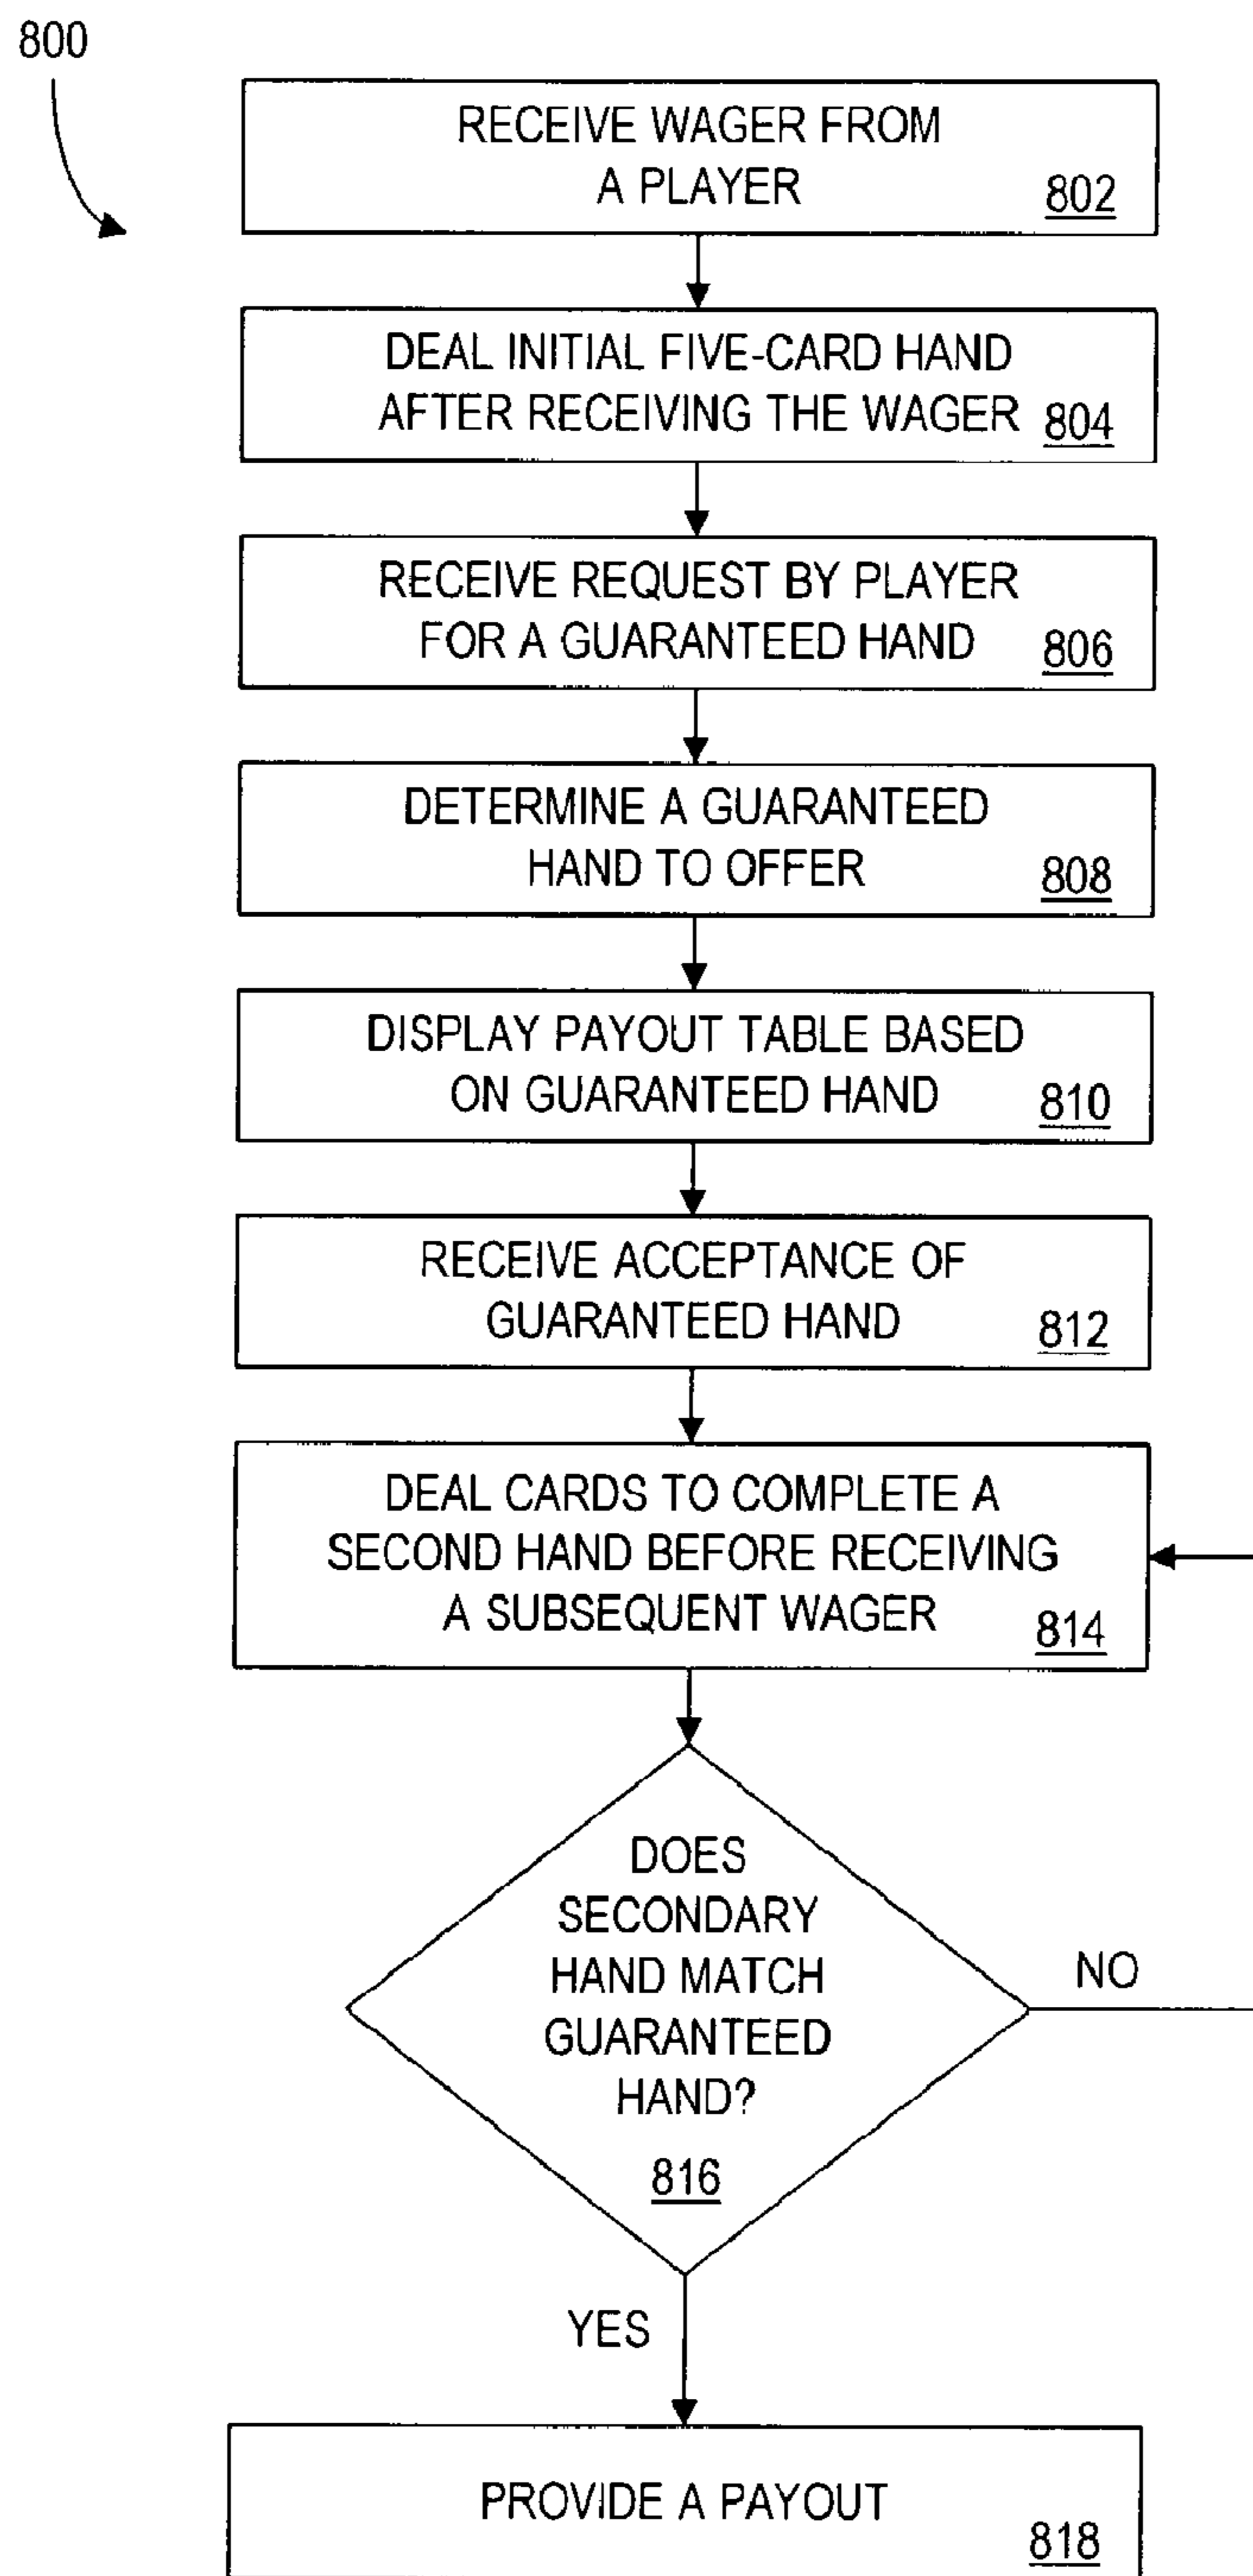 800
RECEIVE WAGER FROM
A PLAYER
802
DEAL INITIAL FIVE-CARD HAND
AFTER RECEIVING THE WAGER
804
RECEIVE REQUEST BY PLAYER
FOR A GUARANTEED HAND
806
DETERMINE A GUARANTEED
HAND TO OFFER
808
DISPLAY PAYOUT TABLE BASED
ON GUARANTEED HAND
810
RECEIVE ACCEPTANCE OF
GUARANTEED HAND
812
DEAL CARDS TO COMPLETE A
SECOND HAND BEFORE RECEIVING
A SUBSEQUENT WAGER
814
DOES
SECONDARY
HAND MATCH
GUARANTEED
HAND?
816
NO
YES
PROVIDE A PAYOUT
818